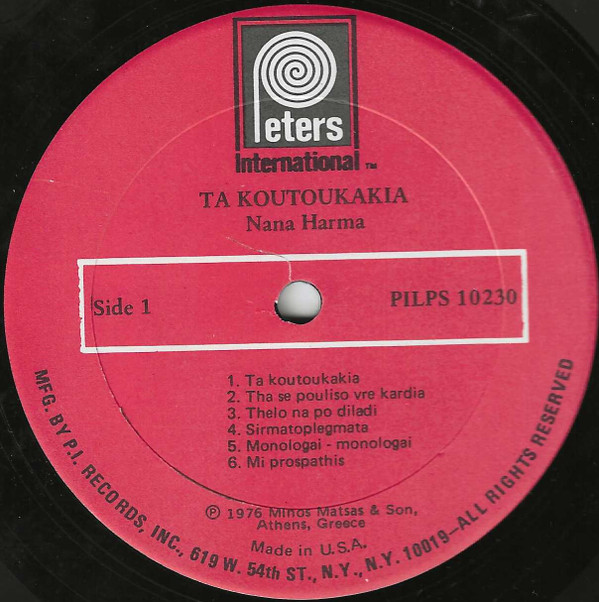 Peters
International TM
TA KOUTOUKAKIA
Nana Harma
Side 1
PILPS 10230
1. Ta koutoukakia
2. Tha se pouliso vre kardia
3. Thelo na po diladi
4. Sirmatoplegmata
5. Monologai - monologai
6. Mi prospathis
℗ 1976 Minos Matsas & Son,
Athens, Greece
Made in U.S.A.
MFG. BY P.I. RECORDS, INC., 619 W. 54th ST., N.Y., N.Y. 10019—ALL RIGHTS RESERVED